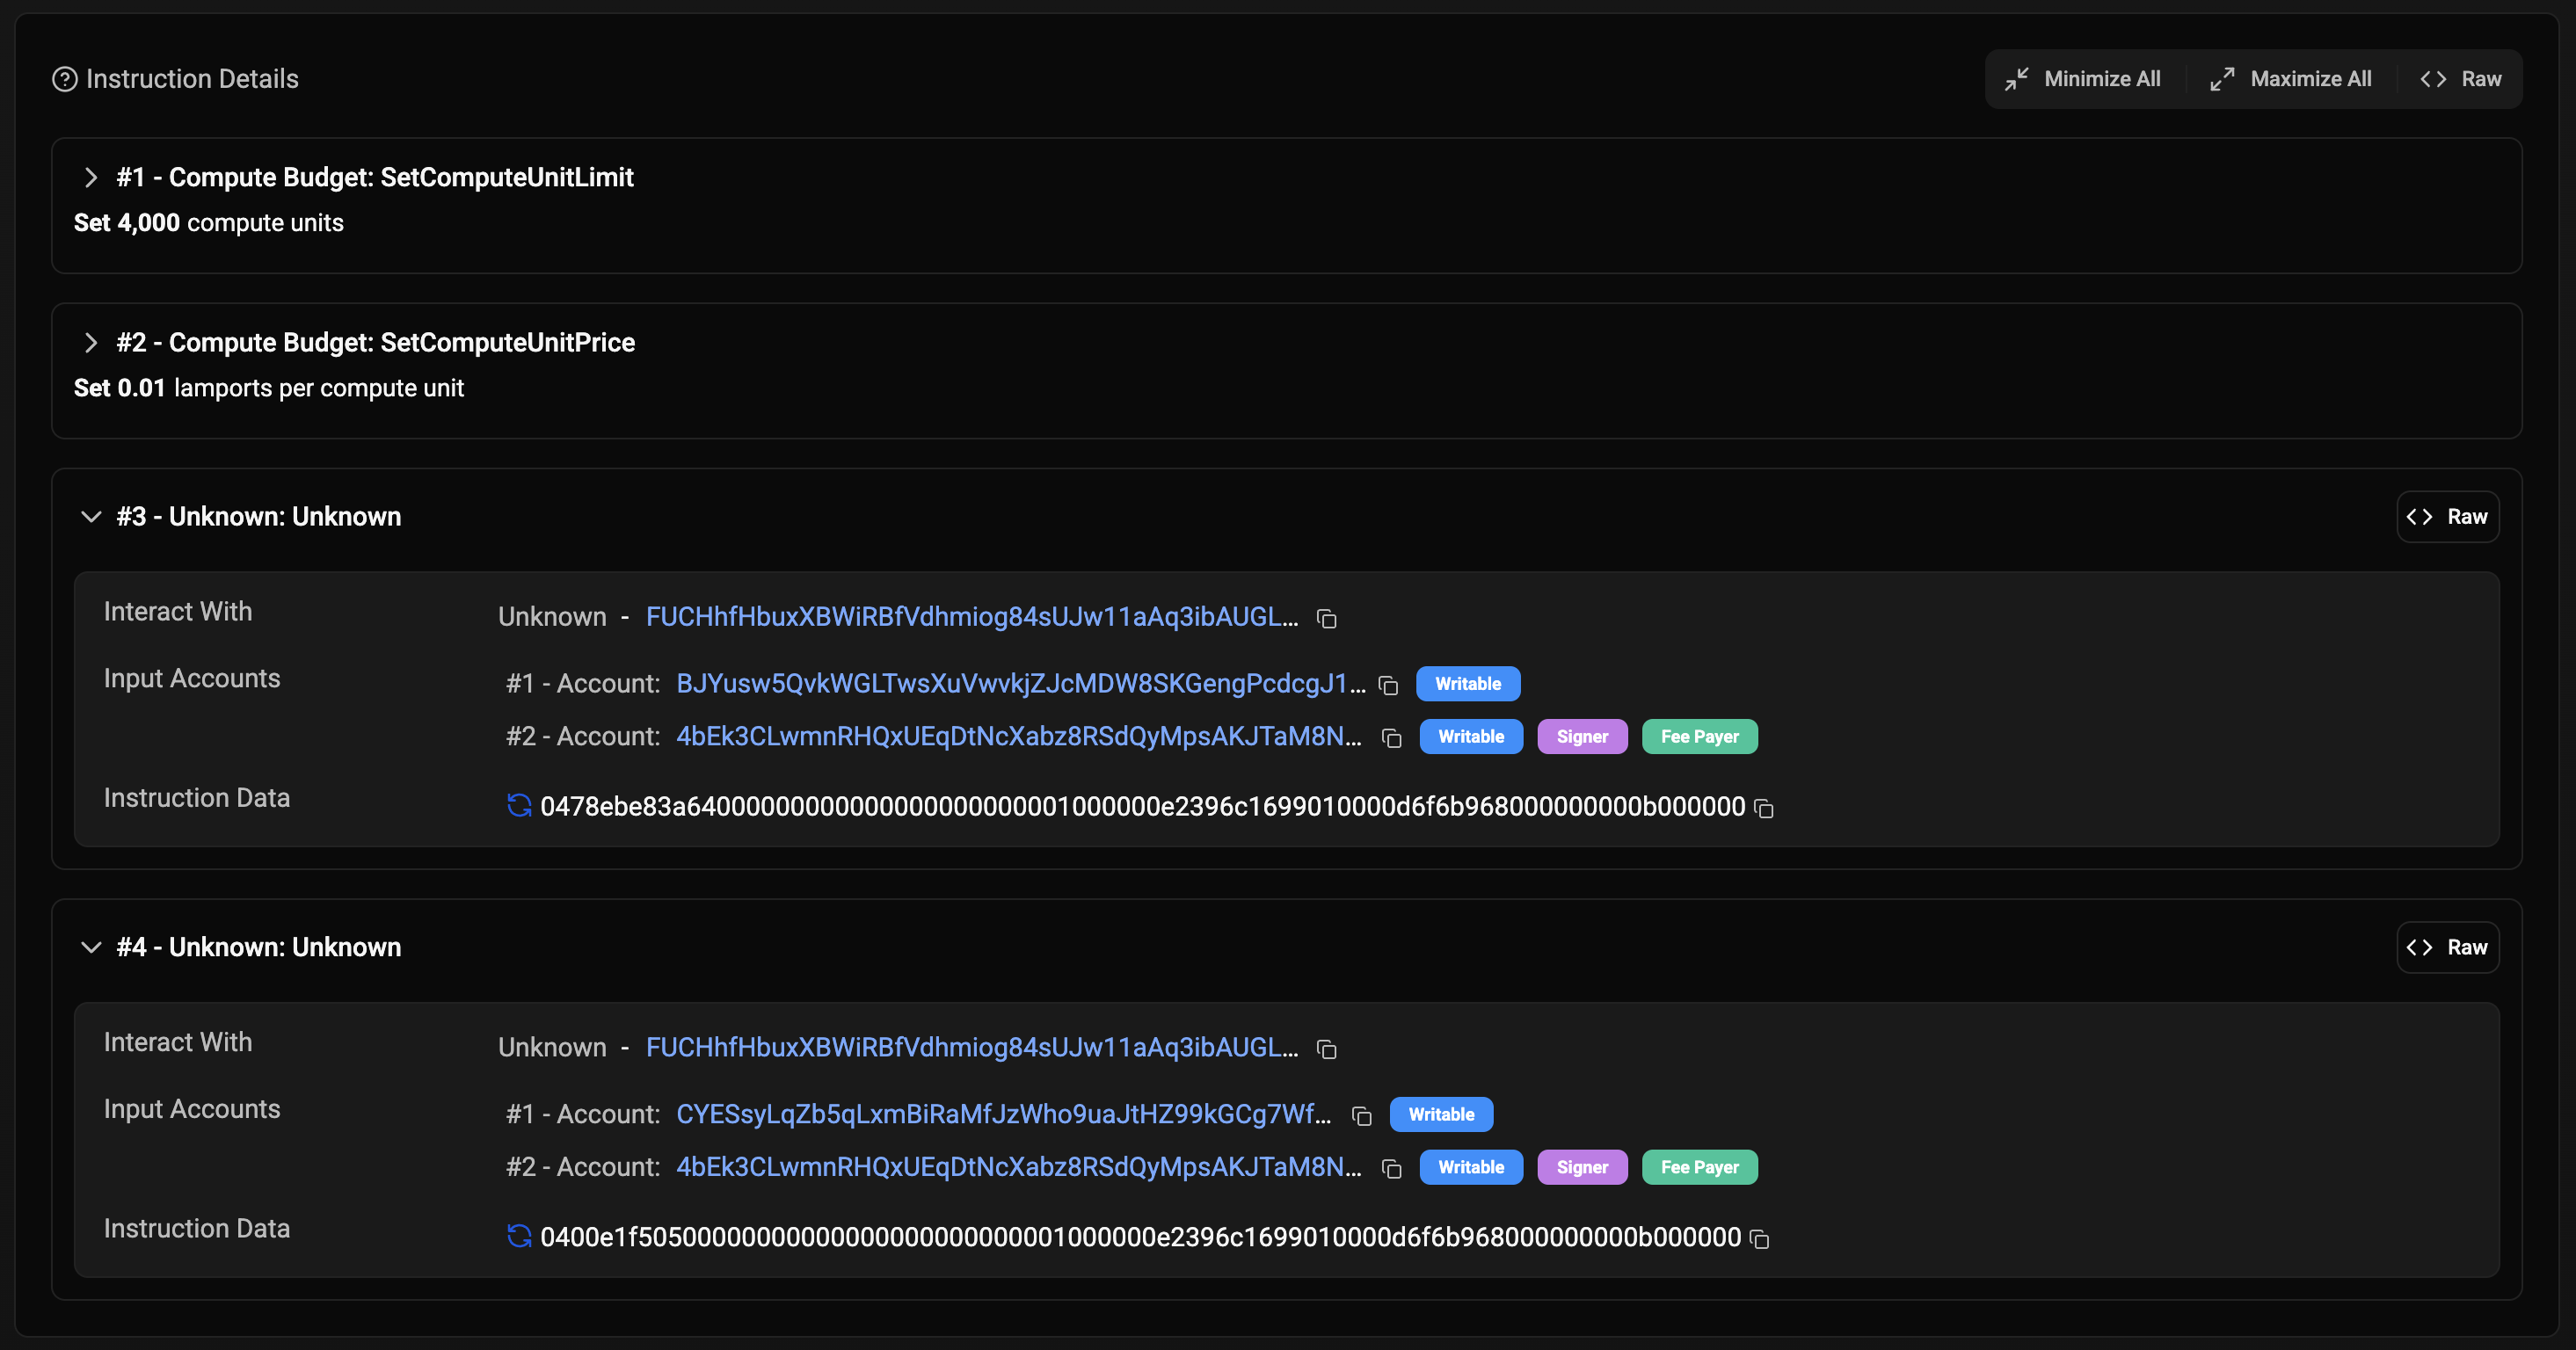 Instruction Details
Minimize All
Maximize All
Raw
#1 - Compute Budget: SetComputeUnitLimit
Set 4,000 compute units
#2 - Compute Budget: SetComputeUnitPrice
Set 0.01 lamports per compute unit
#3 - Unknown: Unknown
Raw
Interact With
Unknown - FUCHhfHbuxXBWiRBfVdhmiog84sUJw11aAq3ibAUGL...
Input Accounts
#1 - Account: BJYusw5QvkWGLTwsXuVwvkjZJcMDW8SKGengPcdcgJ1... Writable
#2 - Account: 4bEk3CLwmnRHQxUEqDtNcXabz8RSdQyMpsAKJTaM8N... Writable Signer Fee Payer
Instruction Data
0478ebe83a6400000000000000000000001000000e2396c1699010000d6f6b968000000000b000000
#4 - Unknown: Unknown
Raw
Interact With
Unknown - FUCHhfHbuxXBWiRBfVdhmiog84sUJw11aAq3ibAUGL...
Input Accounts
#1 - Account: CYESsyLqZb5qLxmBiRaMfJzWho9uaJtHZ99kGCg7Wf... Writable
#2 - Account: 4bEk3CLwmnRHQxUEqDtNcXabz8RSdQyMpsAKJTaM8N... Writable Signer Fee Payer
Instruction Data
0400e1f5050000000000000000000000001000000e2396c1699010000d6f6b968000000000b000000